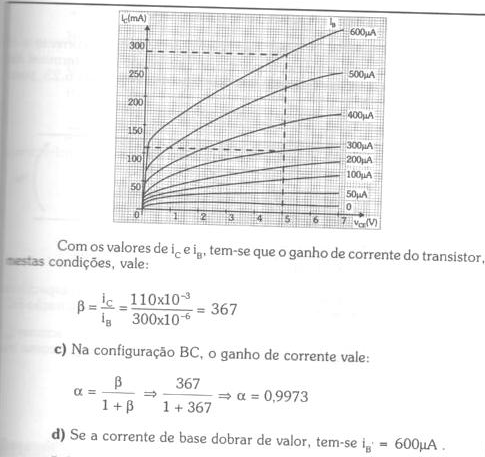 i_C(mA)
i_B
600µA
300
250
500µA
200
400µA
150
300µA
100
200µA
100µA
50
50µA
0
0 1 2 3 4 5 6 7 v_CE(V)
Com os valores de i_C e i_B, tem-se que o ganho de corrente do transistor,
nestas condições, vale:
β = i_C / i_B = 110x10⁻³ / 300x10⁻⁶ = 367
c) Na configuração BC, o ganho de corrente vale:
α = β / 1 + β ⇒ 367 / 1 + 367 ⇒ α = 0,9973
d) Se a corrente de base dobrar de valor, tem-se i_B' = 600µA .